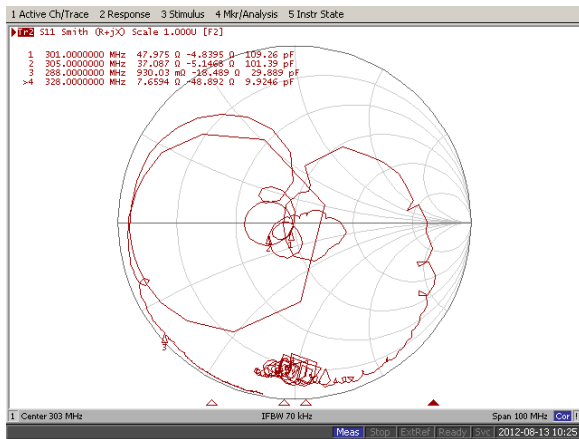 1 Active Ch/Trace 2 Response 3 Stimulus 4 Mkr/Analysis 5 Instr State
Tr2 S11 Smith (R+jX) Scale 1.000U [F2]
1 301.0000000 MHz 47.975 Ω -4.8395 Ω 109.26 pF
2 305.0000000 MHz 37.087 Ω -5.1468 Ω 101.39 pF
3 288.0000000 MHz 930.03 mΩ -18.489 Ω 29.889 pF
>4 328.0000000 MHz 7.6594 Ω -48.892 Ω 9.9246 pF
1
2
3
1 Center 303 MHz IFBW 70 kHz Span 100 MHz Cor !
Meas Stop ExtRef Ready Svc 2012-08-13 10:25